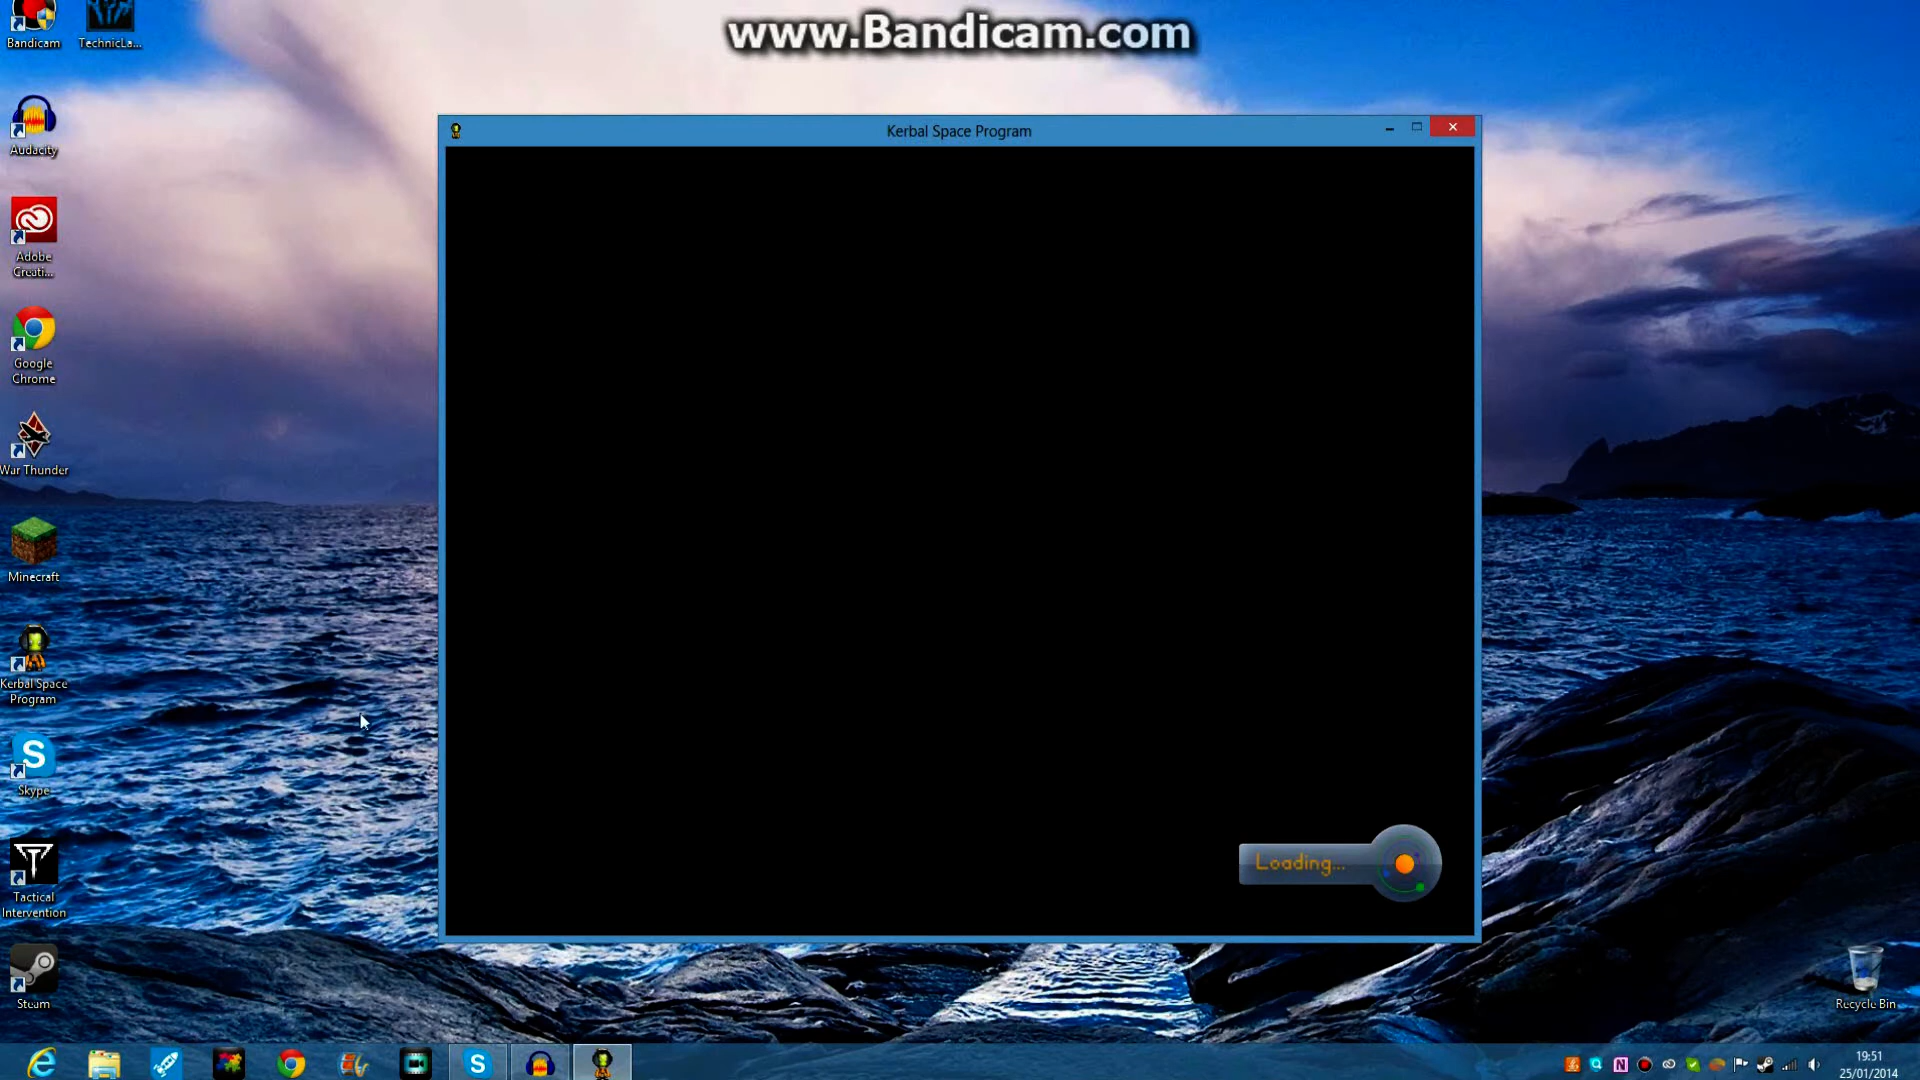 www.Bandicam.com
Bandicam
TechnicLa...
Kerbal Space Program
Audacity
Adobe
Creati...
Google
Chrome
War Thunder
Minecraft
Kerbal Space
Program
Skype
Tactical
Intervention
Loading...
Steam
Recycle Bin
19:51
25/01/2014